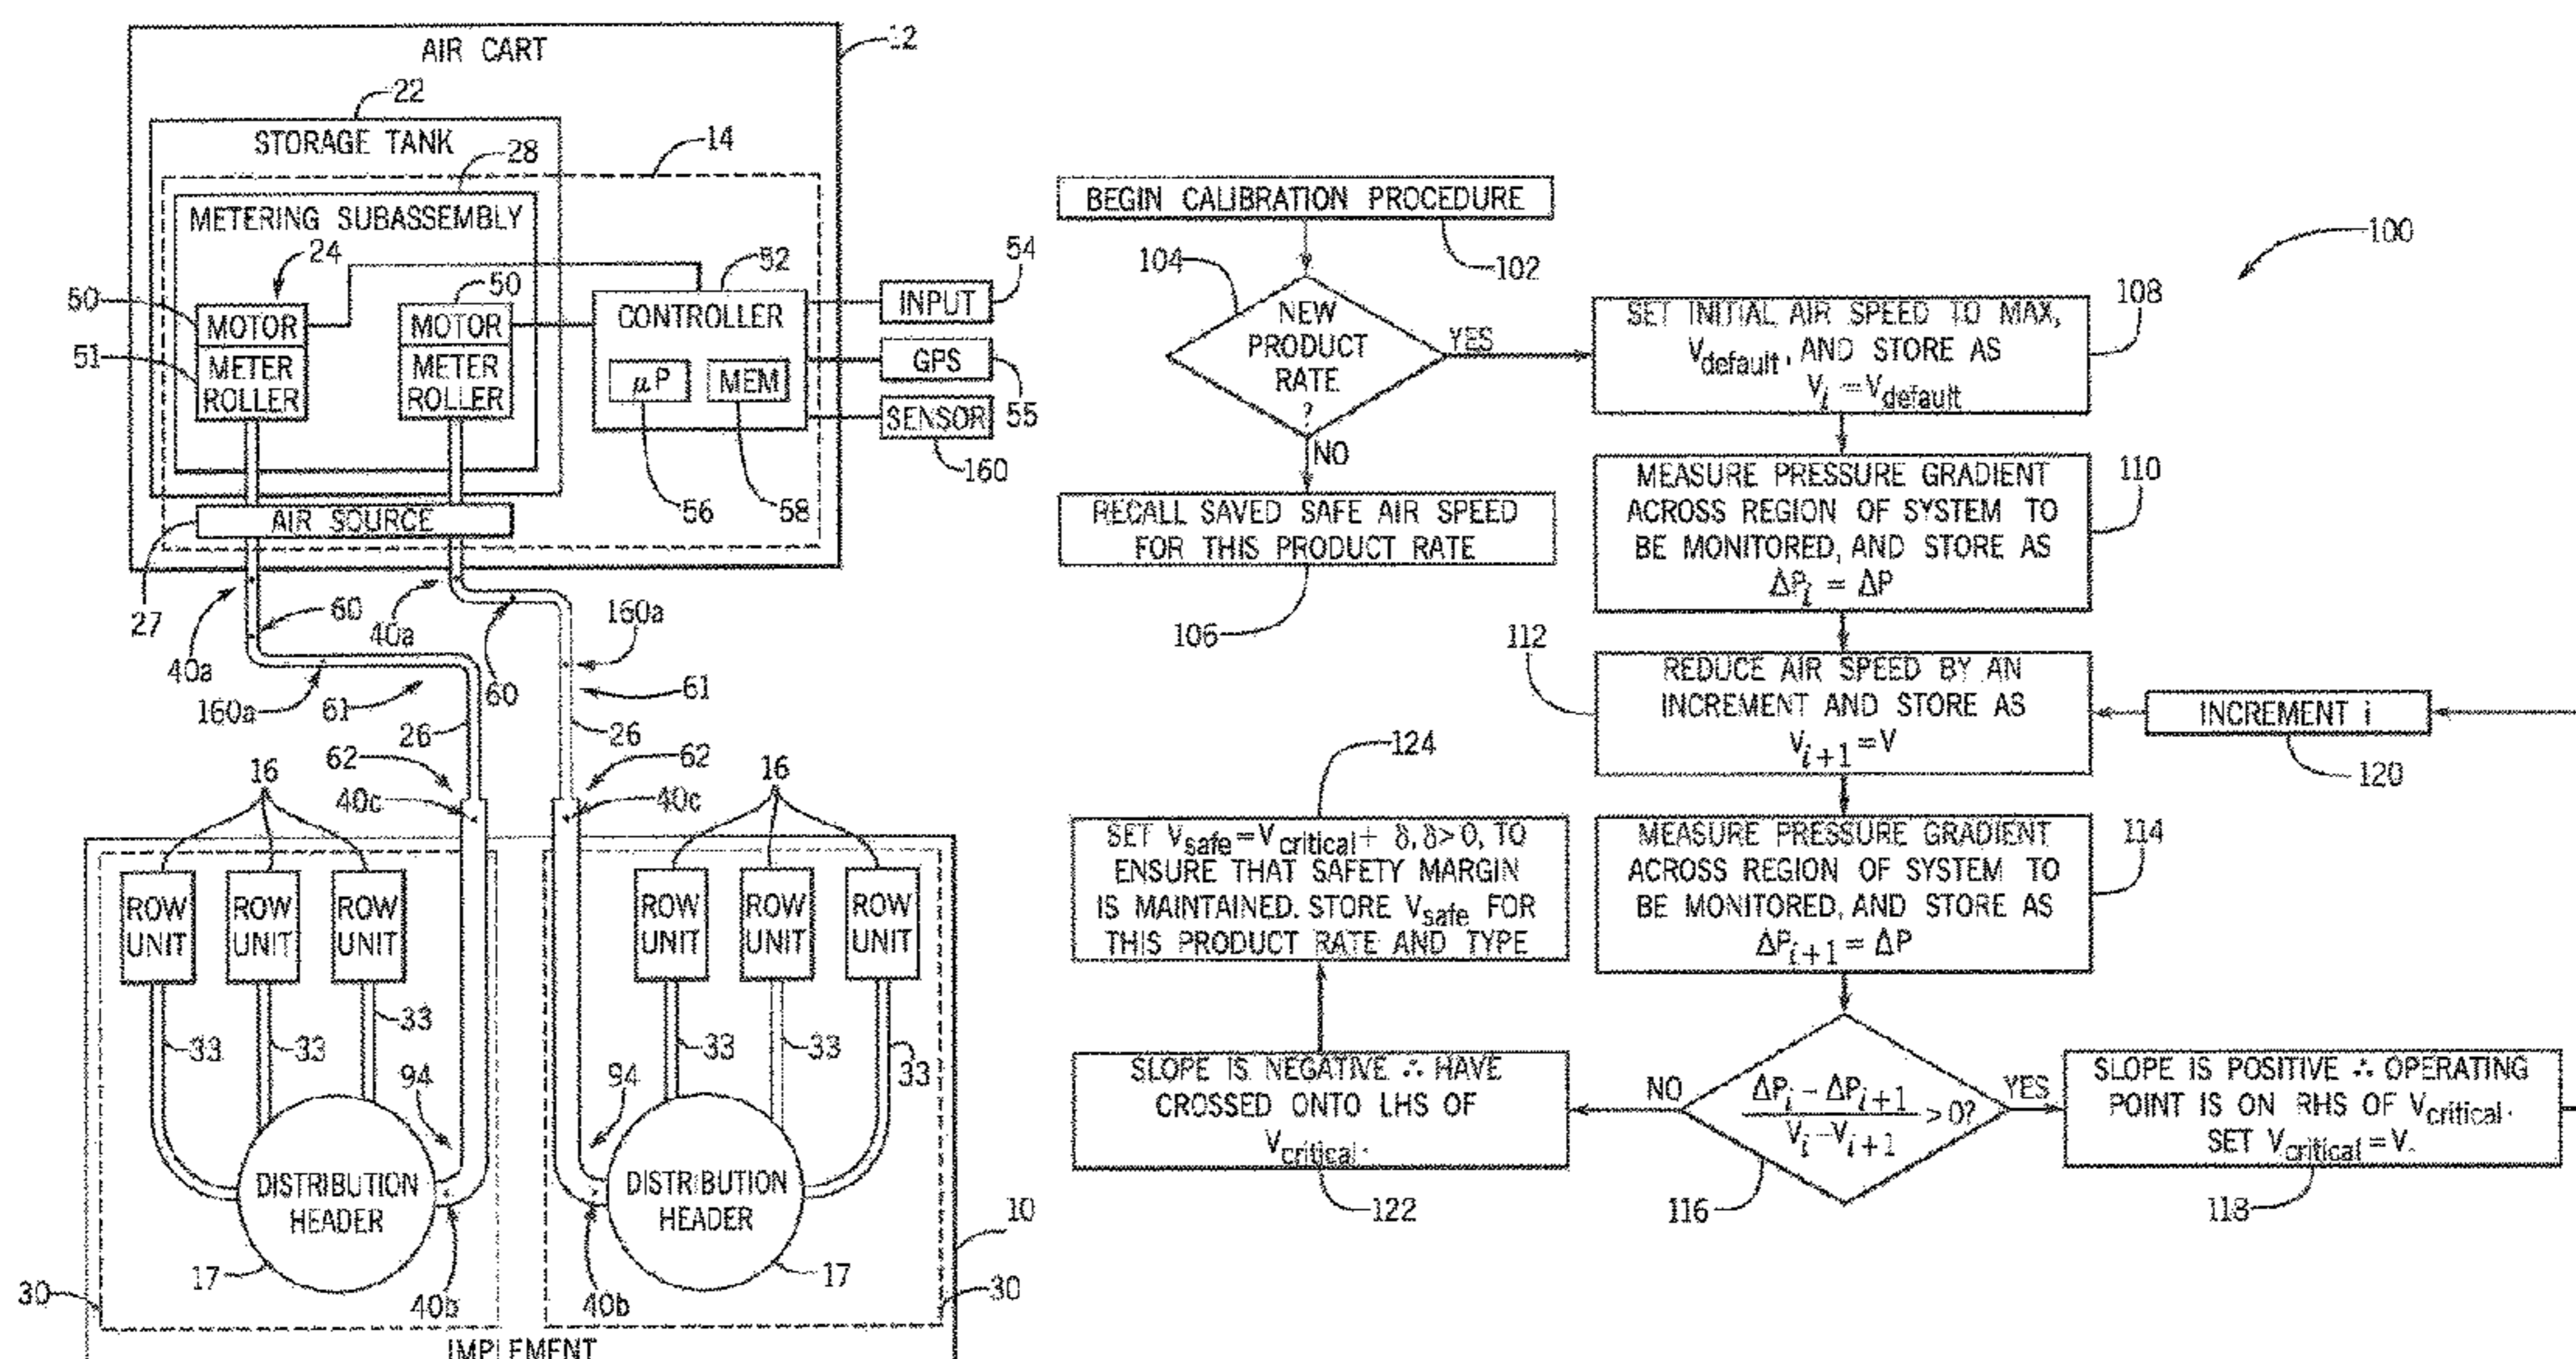 AIR CART
12
22
STORAGE TANK
14
28
METERING SUBASSEMBLY
24
52
54
50
50
MOTOR
MOTOR
CONTROLLER
INPUT
51
METER
ROLLER
METER
ROLLER
μP
MEM
GPS
55
SENSOR
160
56
58
AIR SOURCE
27
40a
60
40a
60
160a
160a
61
61
26
26
62
62
16
16
40c
40c
ROW
UNIT
ROW
UNIT
ROW
UNIT
ROW
UNIT
ROW
UNIT
ROW
UNIT
33
33
33
33
33
33
94
94
DISTRIBUTION
HEADER
DISTRIBUTION
HEADER
10
17
17
30
30
40b
40b
IMPLEMENT
BEGIN CALIBRATION PROCEDURE
102
100
104
NEW
PRODUCT
RATE
?
YES
NO
RECALL SAVED SAFE AIR SPEED
FOR THIS PRODUCT RATE
106
SET INITIAL AIR SPEED TO MAX,
Vdefault, AND STORE AS
Vi = Vdefault
108
MEASURE PRESSURE GRADIENT
ACROSS REGION OF SYSTEM TO
BE MONITORED, AND STORE AS
ΔPi = ΔP
110
112
REDUCE AIR SPEED BY AN
INCREMENT AND STORE AS
Vi+1 = V
INCREMENT i
120
124
SET Vsafe = Vcritical + δ, δ > 0, TO
ENSURE THAT SAFETY MARGIN
IS MAINTAINED. STORE Vsafe FOR
THIS PRODUCT RATE AND TYPE
MEASURE PRESSURE GRADIENT
ACROSS REGION OF SYSTEM TO
BE MONITORED, AND STORE AS
ΔPi+1 = ΔP
114
SLOPE IS NEGATIVE ∴ HAVE
CROSSED ONTO LHS OF
Vcritical.
122
NO
ΔPi − ΔPi+1
Vi − Vi+1
> 0?
116
YES
SLOPE IS POSITIVE ∴ OPERATING
POINT IS ON RHS OF Vcritical.
SET Vcritical = V.
118